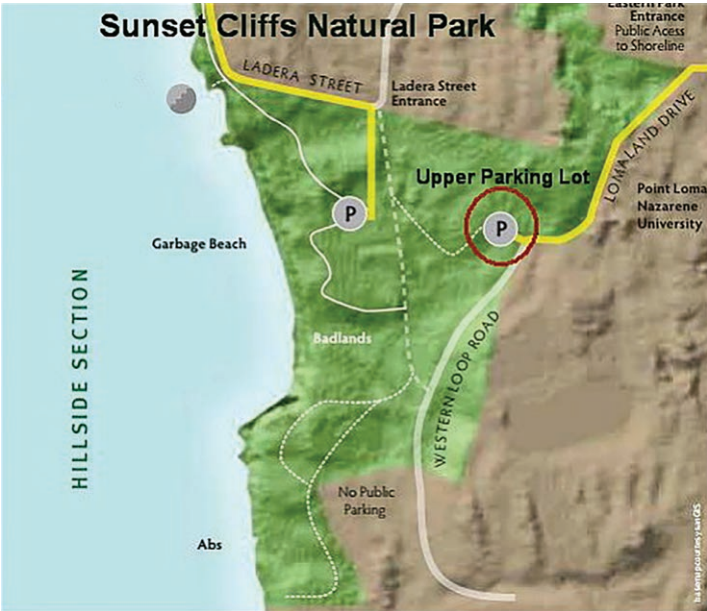 Sunset Cliffs Natural Park
Eastern Park
Entrance
Public Acess
to Shoreline
LADERA STREET
Ladera Street
Entrance
LOMALAND DRIVE
Upper Parking Lot
Point Loma
Nazarene
University
P
P
Garbage Beach
HILLSIDE SECTION
Badlands
WESTERN LOOP ROAD
No Public
Parking
Abs